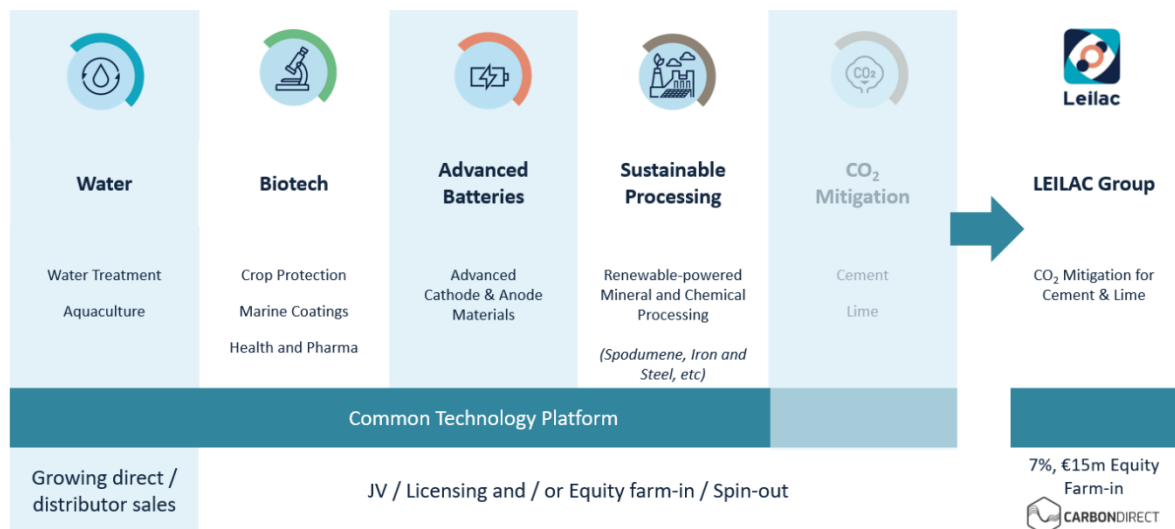 CO₂
Leilac
Water
Biotech
Advanced
Batteries
Sustainable
Processing
CO₂
Mitigation
LEILAC Group
Water Treatment
Aquaculture
Crop Protection
Marine Coatings
Health and Pharma
Advanced
Cathode & Anode
Materials
Renewable-powered
Mineral and Chemical
Processing
(Spodumene, Iron and
Steel, etc)
Cement
Lime
CO₂ Mitigation for
Cement & Lime
Common Technology Platform
Growing direct /
distributor sales
JV / Licensing and / or Equity farm-in / Spin-out
7%, €15m Equity
Farm-in
CARBONDIRECT